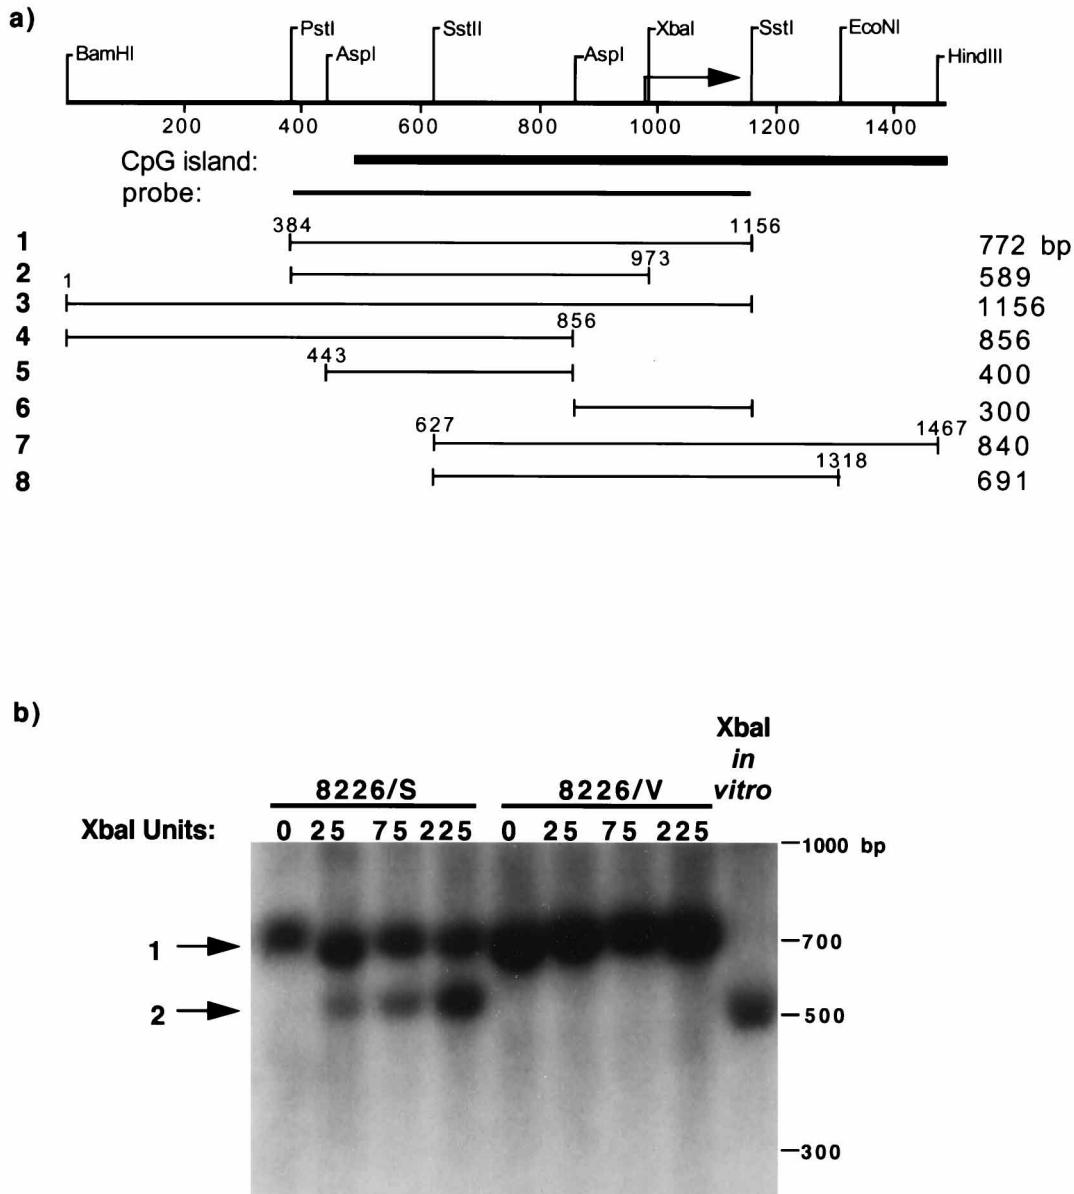 a)
BamHI PstI AspI SstII AspI XbaI SstI EcoNI HindIII
200 400 600 800 1000 1200 1400
CpG island:
probe:
384 1156
1 772 bp
973
2 589
1
3 1156
856
4 856
443
5 400
6 300
627 1467
7 840
1318
8 691
b)
XbaI
in
vitro
8226/S 8226/V
XbaI Units: 0 25 75 225 0 25 75 225
1000 bp
1 700
2 500
300